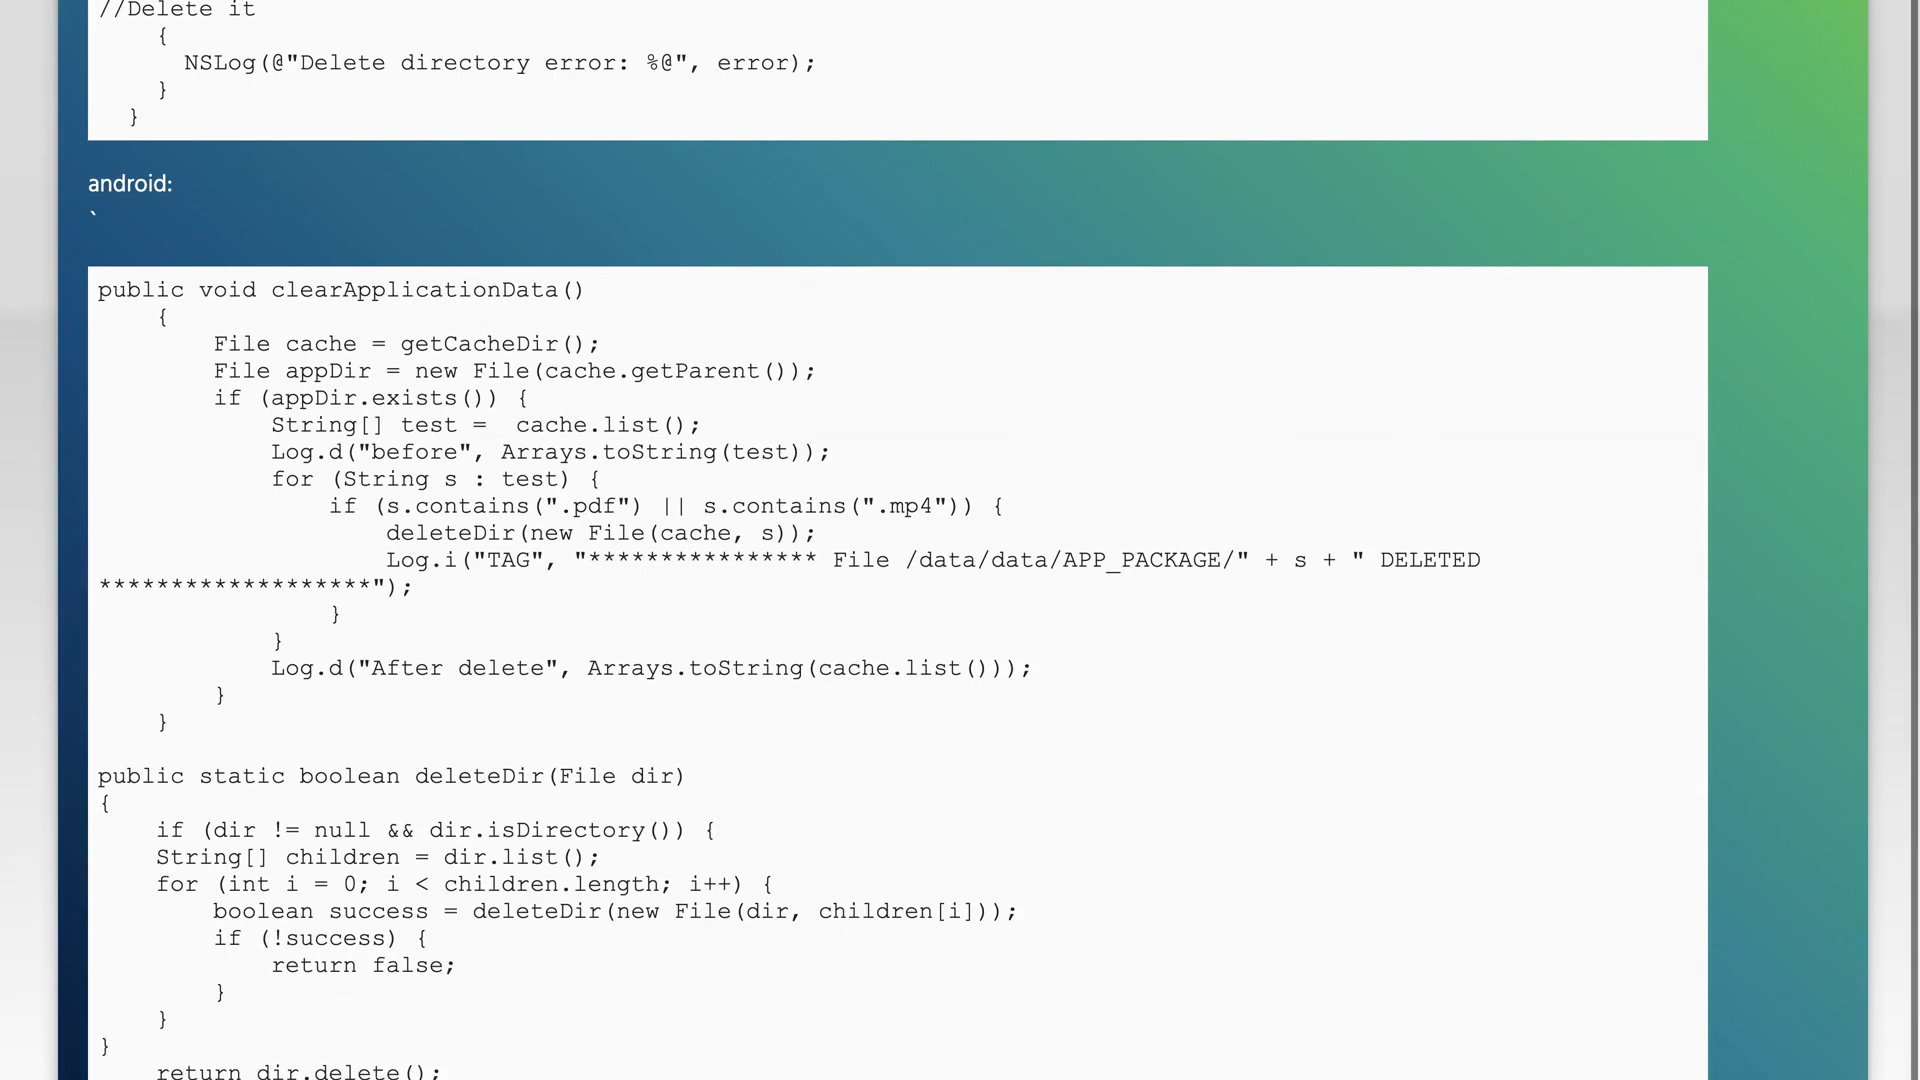 //Delete it
{
NSLog(@"Delete directory error: %@", error);
}
}
android:
`
public void clearApplicationData()
{
File cache = getCacheDir();
File appDir = new File(cache.getParent());
if (appDir.exists()) {
String[] test =  cache.list();
Log.d("before", Arrays.toString(test));
for (String s : test) {
if (s.contains(".pdf") || s.contains(".mp4")) {
deleteDir(new File(cache, s));
Log.i("TAG", "**************** File /data/data/APP_PACKAGE/" + s + " DELETED
*******************");
}
}
Log.d("After delete", Arrays.toString(cache.list()));
}
}
public static boolean deleteDir(File dir)
{
if (dir != null && dir.isDirectory()) {
String[] children = dir.list();
for (int i = 0; i < children.length; i++) {
boolean success = deleteDir(new File(dir, children[i]));
if (!success) {
return false;
}
}
}
return dir.delete();